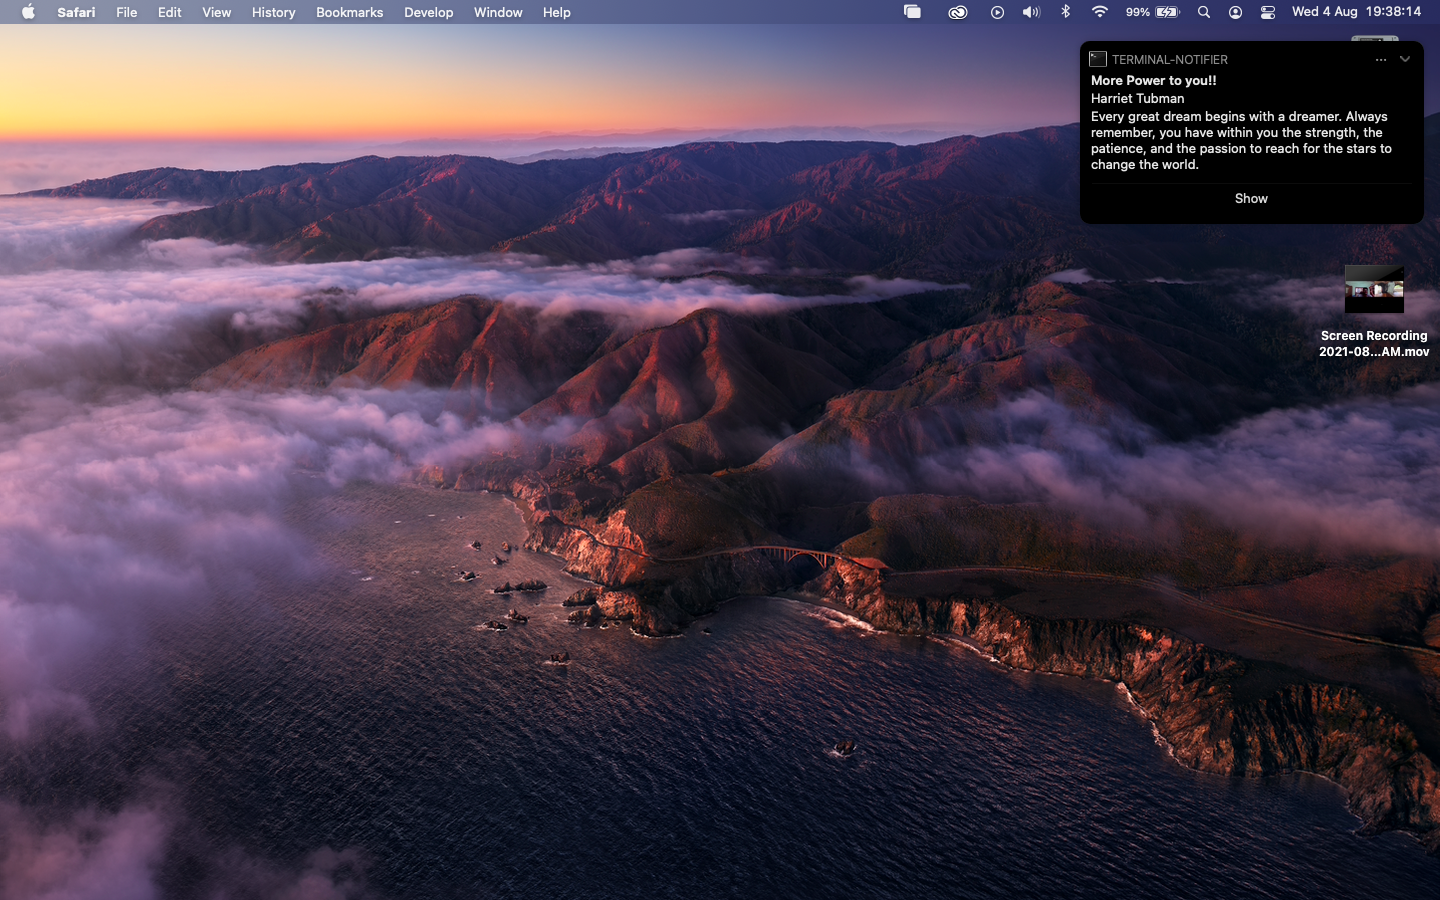 Safari File Edit View History Bookmarks Develop Window Help 99% Wed 4 Aug 19:38:14
TERMINAL-NOTIFIER
More Power to you!!
Harriet Tubman
Every great dream begins with a dreamer. Always
remember, you have within you the strength, the
patience, and the passion to reach for the stars to
change the world.
Show
Screen Recording
2021-08...AM.mov